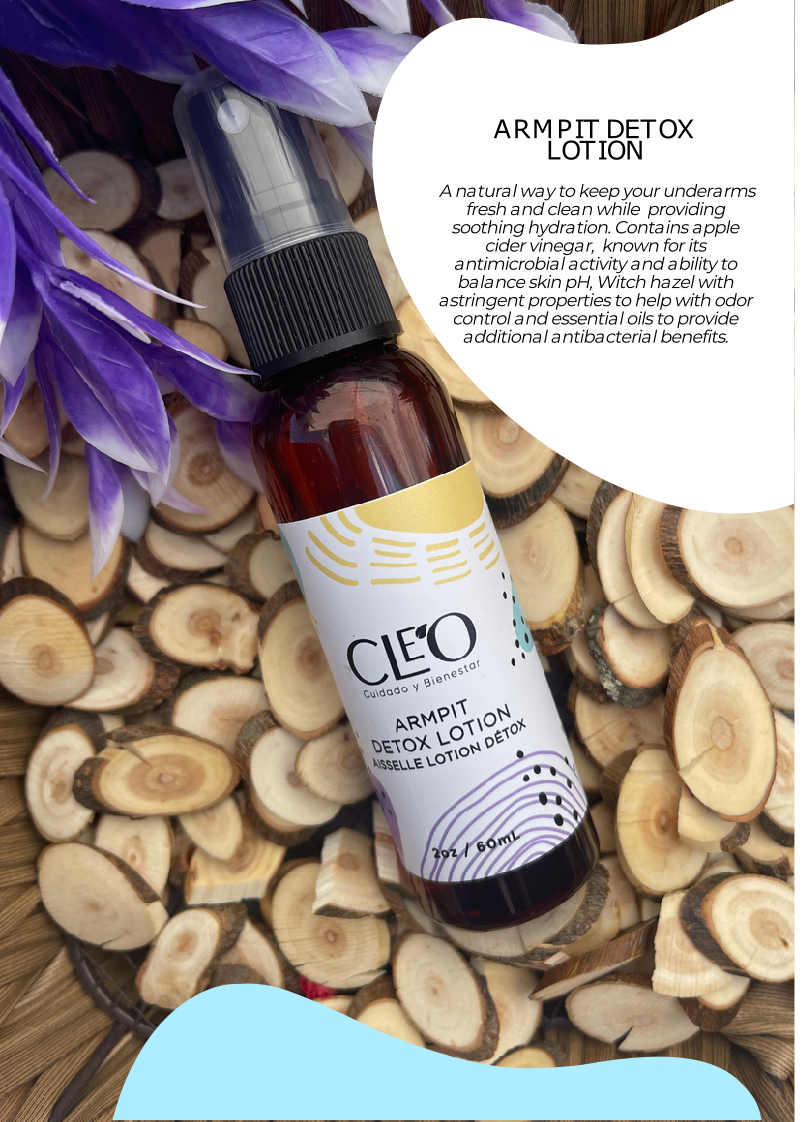 ARMPIT DETOX
LOTION
A natural way to keep your underarms
fresh and clean while providing
soothing hydration. Contains apple
cider vinegar, known for its
antimicrobial activity and ability to
balance skin pH, Witch hazel with
astringent properties to help with odor
control and essential oils to provide
additional antibacterial benefits.
CLEO
Cuidado y Bienestar
ARMPIT
DETOX LOTION
AISSELLE LOTION DÉTOX
2oz / 60mL